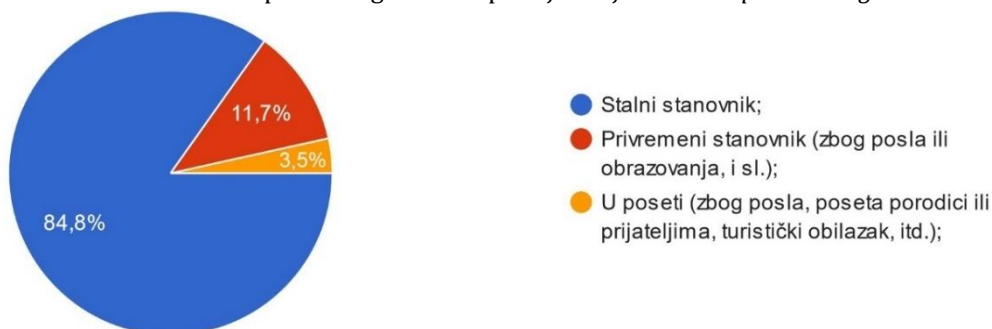 11,7%
3,5%
84,8%
Stalni stanovnik;
Privremeni stanovnik (zbog posla ili
obrazovanja, i sl.);
U poseti (zbog posla, poseta porodici ili
prijateljima, turistički obilazak, itd.);